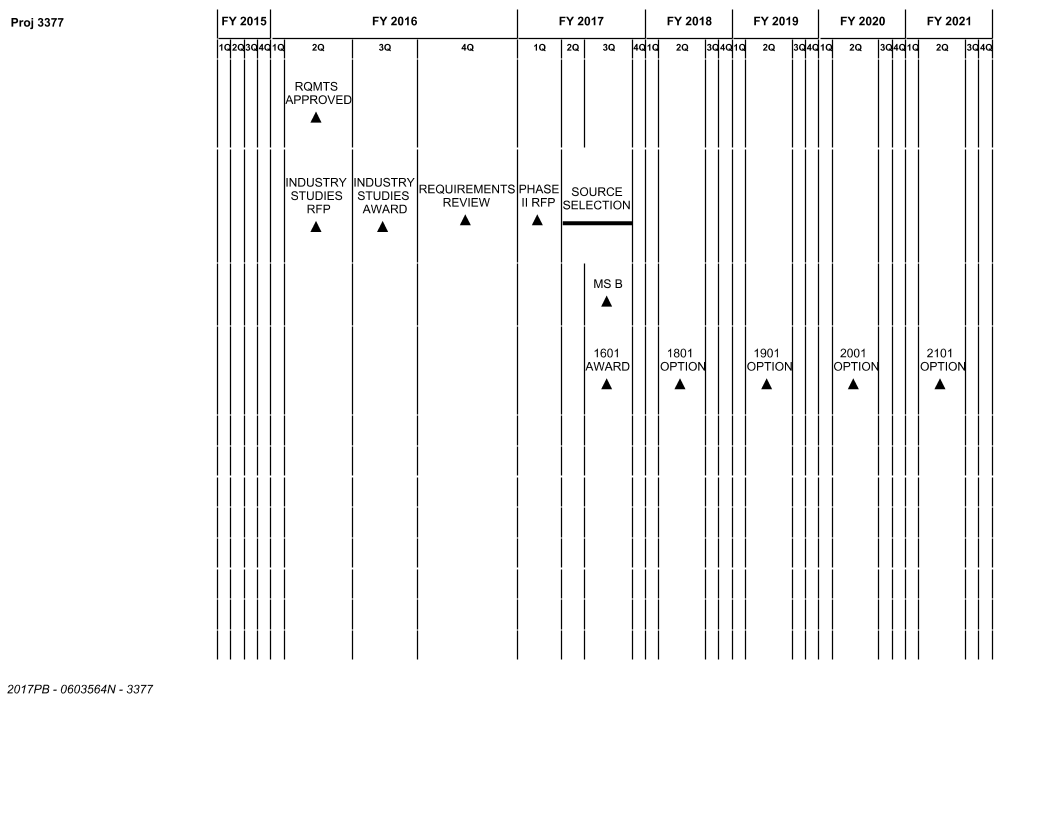 Proj 3377
FY 2015 FY 2016 FY 2017 FY 2018 FY 2019 FY 2020 FY 2021
1Q 2Q 3Q 4Q 1Q 2Q 3Q 4Q 1Q 2Q 3Q 4Q 1Q 2Q 3Q 4Q 1Q 2Q 3Q 4Q 1Q 2Q 3Q 4Q 1Q 2Q 3Q 4Q
RQMTS
APPROVED
INDUSTRY
STUDIES
RFP
INDUSTRY
STUDIES
AWARD
REQUIREMENTS
REVIEW
PHASE
II RFP
SOURCE
SELECTION
MS B
1601
AWARD
1801
OPTION
1901
OPTION
2001
OPTION
2101
OPTION
2017PB - 0603564N - 3377